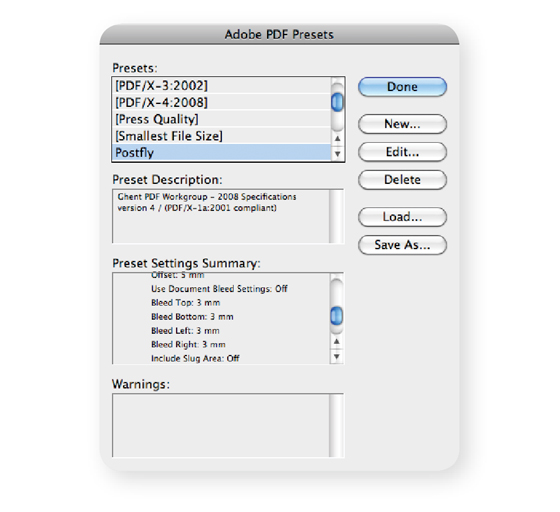 Adobe PDF Presets
Presets:
[PDF/X-3:2002]
[PDF/X-4:2008]
[Press Quality]
[Smallest File Size]
Postfly
Done
New...
Edit...
Delete
Load...
Save As...
Preset Description:
Ghent PDF Workgroup - 2008 Specifications
version 4 / (PDF/X-1a:2001 compliant)
Preset Settings Summary:
Offset: 3 mm
Use Document Bleed Settings: Off
Bleed Top: 3 mm
Bleed Bottom: 3 mm
Bleed Left: 3 mm
Bleed Right: 3 mm
Include Slug Area: Off
Warnings: